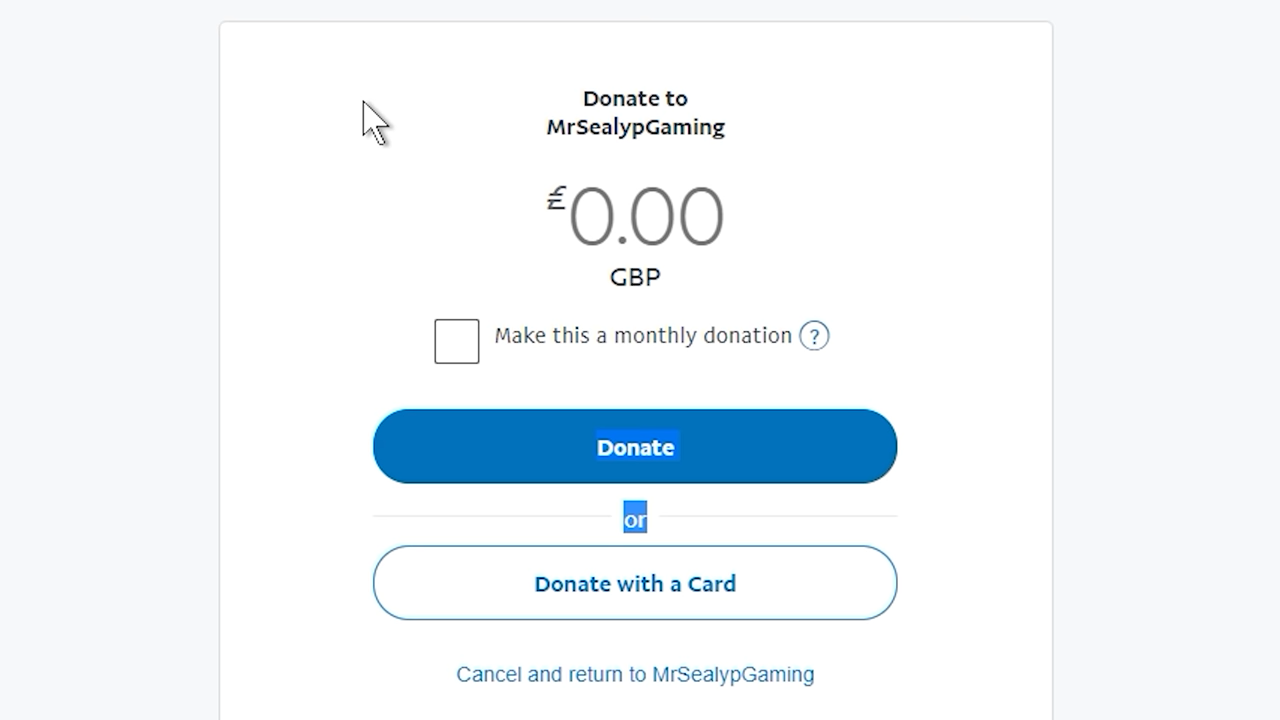 Donate to
MrSealypGaming
£0.00
GBP
Make this a monthly donation ?
Donate
or
Donate with a Card
Cancel and return to MrSealypGaming